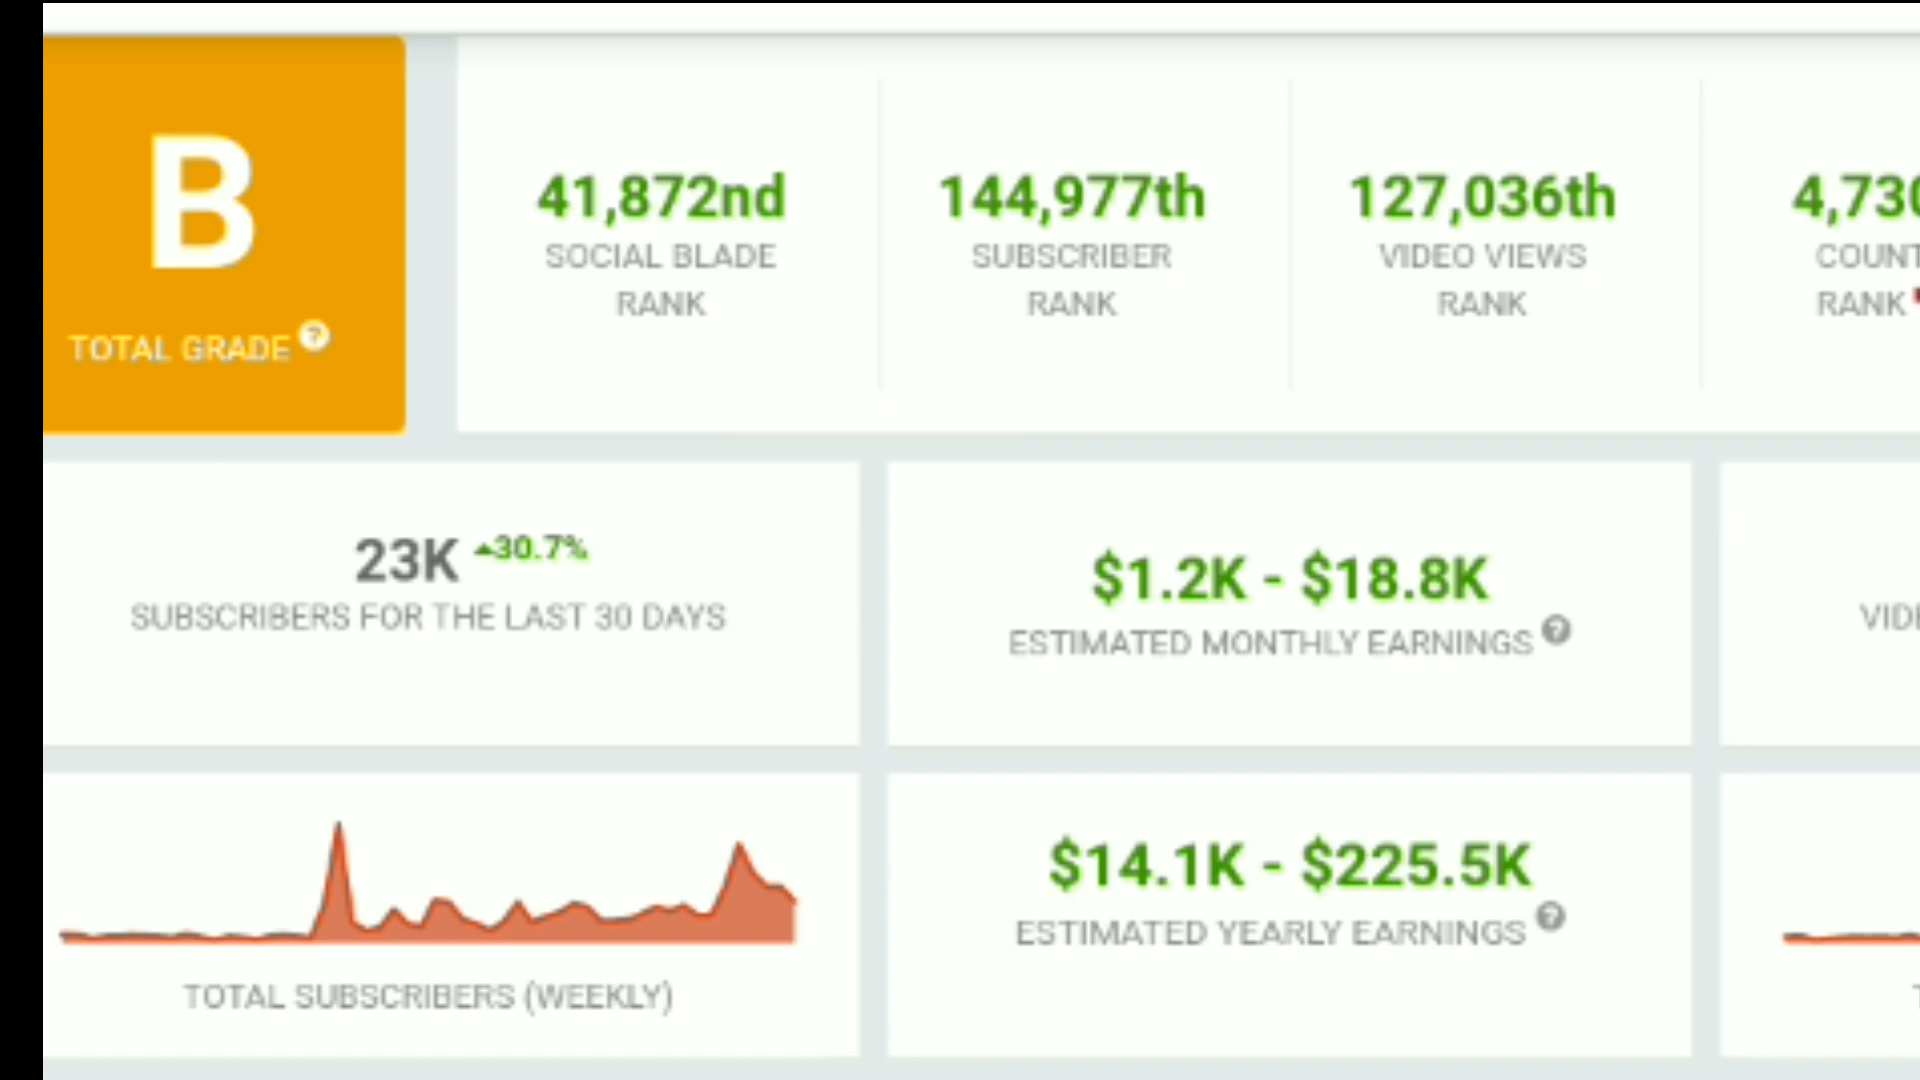 B
TOTAL GRADE ?
41,872nd
SOCIAL BLADE
RANK
144,977th
SUBSCRIBER
RANK
127,036th
VIDEO VIEWS
RANK
RANK
23K 30.7%
SUBSCRIBERS FOR THE LAST 30 DAYS
$1.2K - $18.8K
ESTIMATED MONTHLY EARNINGS ?
TOTAL SUBSCRIBERS (WEEKLY)
$14.1K - $225.5K
ESTIMATED YEARLY EARNINGS ?